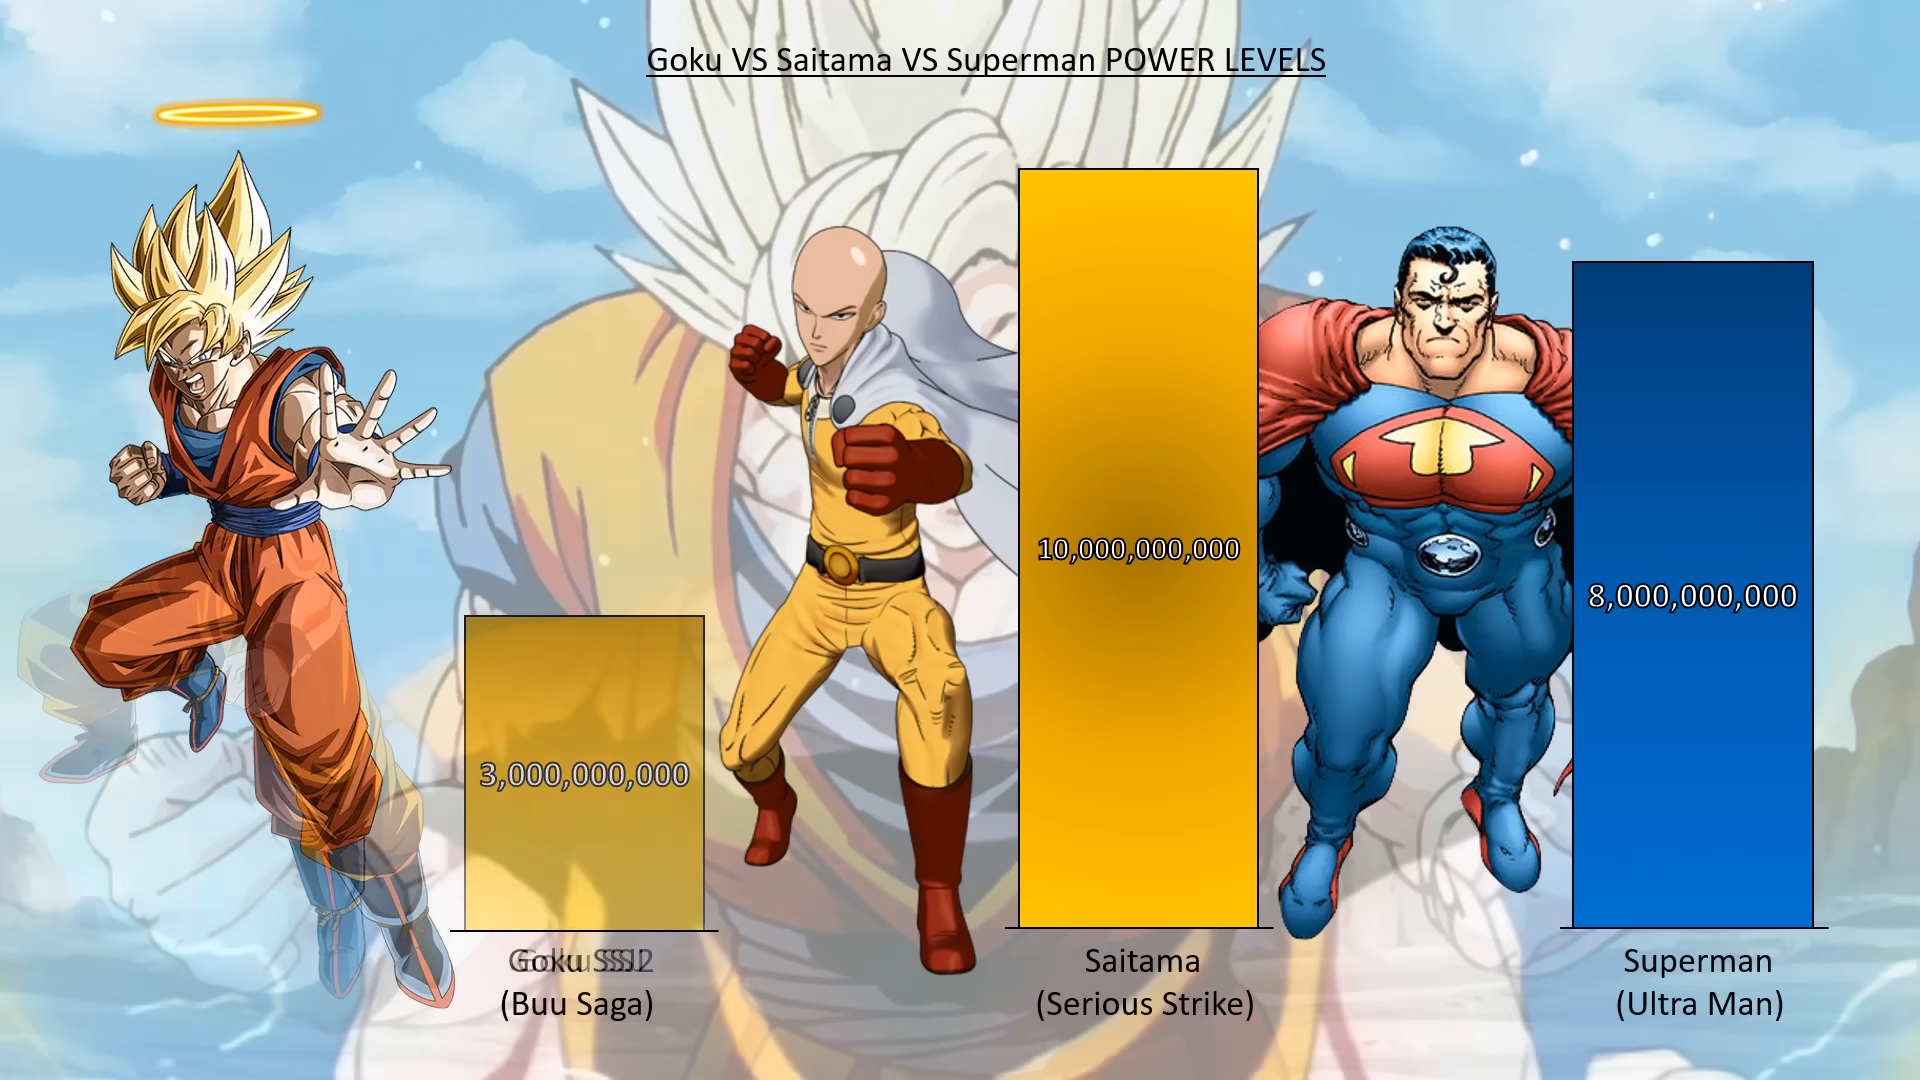 Goku VS Saitama VS Superman POWER LEVELS
10,000,000,000
8,000,000,000
3,000,000,000
Goku
Saitama
Superman
(Buu Saga)
(Serious Strike)
(Ultra Man)